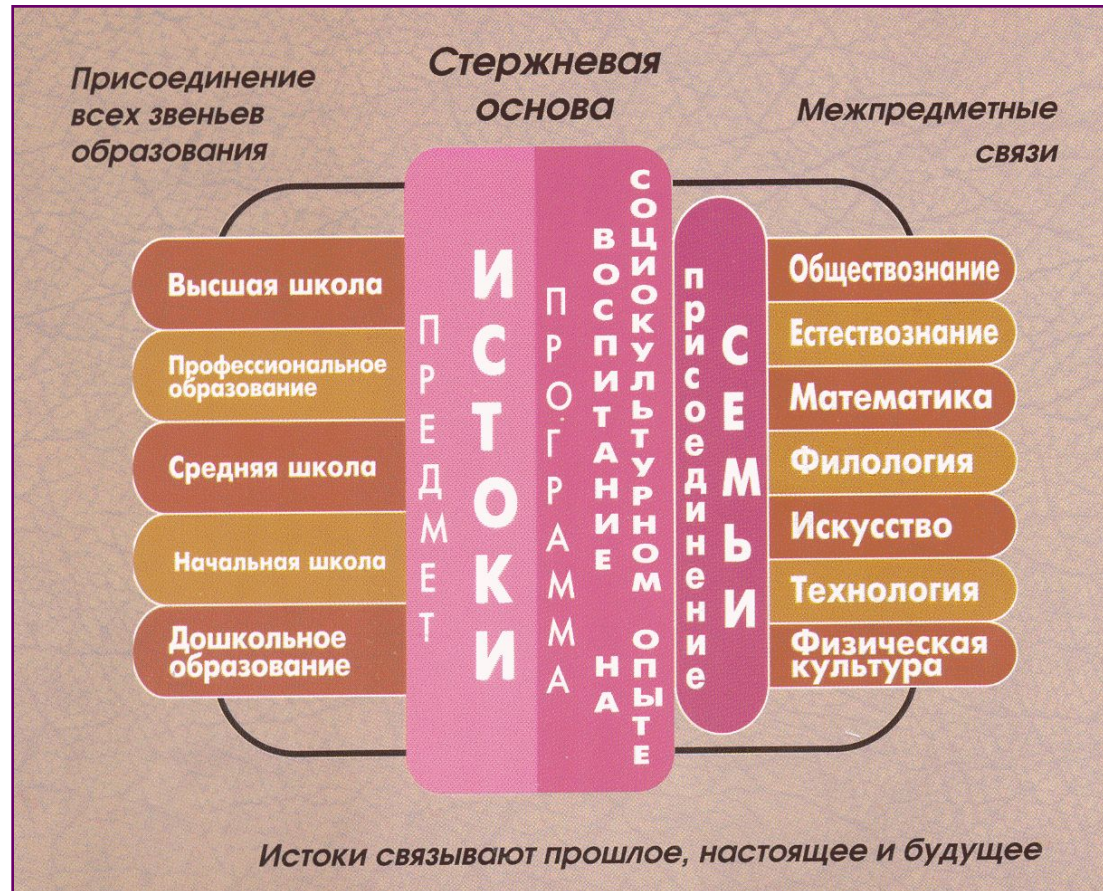 Присоединение
всех звеньев
образования
Стержневая
основа
Межпредметные
связи
Высшая школа
Профессиональное
образование
Средняя школа
Начальная школа
Дошкольное
образование
ПРЕДМЕТ
ИСТОКИ
ПРОГРАММА
ВОСПИТАНИЕ НА
СОЦИОКУЛЬТУРНОМ ОПЫТЕ
присоединение
СЕМЬИ
Обществознание
Естествознание
Математика
Филология
Искусство
Технология
Физическая
культура
Истоки связывают прошлое, настоящее и будущее